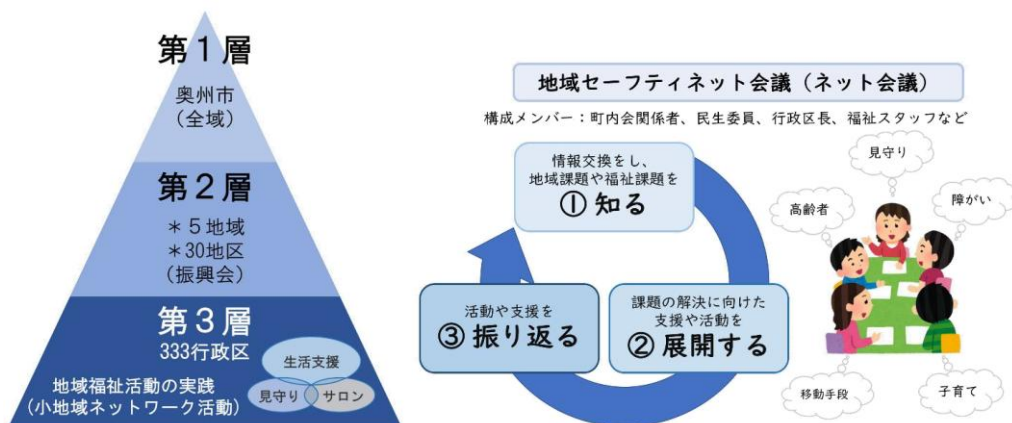 第1層
奥州市
(全域)
第2層
*5地域
*30地区
(振興会)
第3層
333行政区
地域福祉活動の実践
(小地域ネットワーク活動)
生活支援
見守り
サロン
地域セーフティネット会議(ネット会議)
構成メンバー:町内会関係者、民生委員、行政区長、福祉スタッフなど
情報交換をし、
地域課題や福祉課題を
①知る
課題の解決に向けた
支援や活動を
②展開する
活動や支援を
③振り返る
見守り
高齢者
障がい
移動手段
子育て